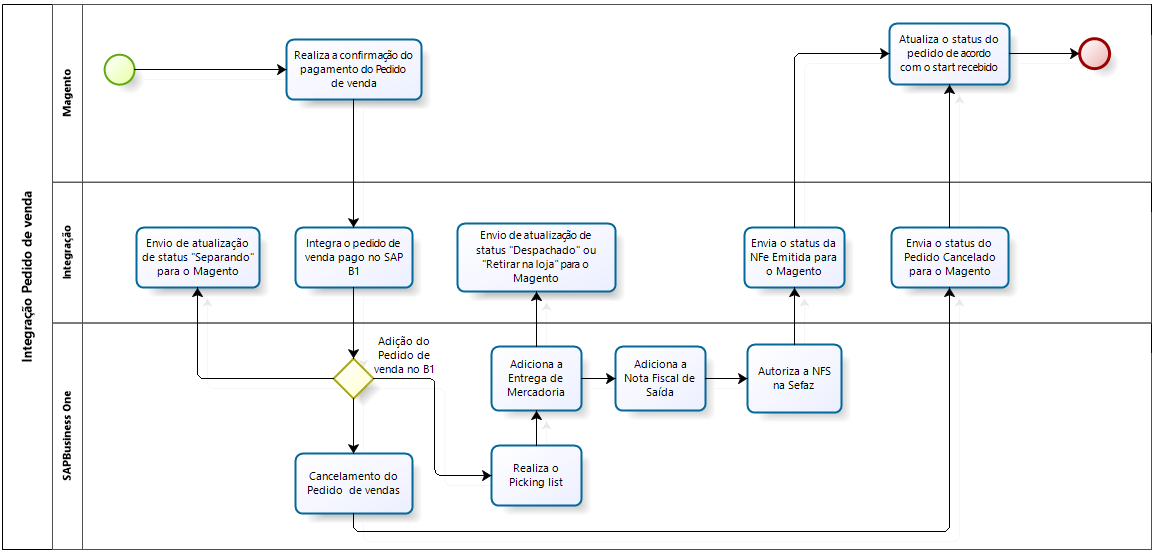 Integração Pedido de venda
Magento
Realiza a confirmação do
pagamento do Pedido
de venda
Atualiza o status do
pedido de acordo
com o start recebido
Integração
Envio de atualização
de status "Separando"
para o Magento
Integra o pedido de
venda pago no SAP
B1
Envio de atualização de
status "Despachado" ou
"Retirar na loja" para o
Magento
Envia o status da
NFe Emitida para
o Magento
Envia o status do
Pedido Cancelado
para o Magento
SAPBusiness One
Adição do
Pedido de
venda no B1
Adiciona a
Entrega de
Mercadoria
Adiciona a
Nota Fiscal de
Saída
Autoriza a NFS
na Sefaz
Cancelamento do
Pedido de vendas
Realiza o
Picking list